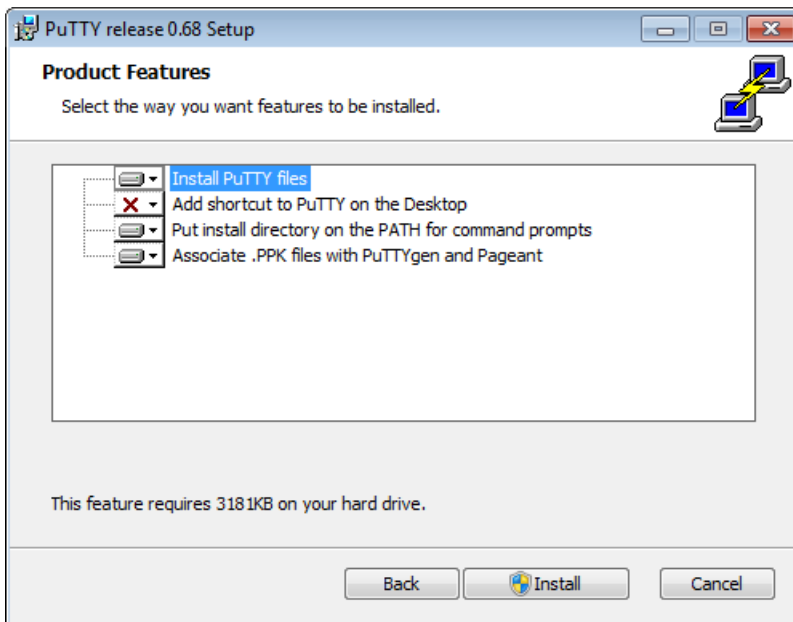 PuTTY release 0.68 Setup
Product Features
Select the way you want features to be installed.
Install PuTTY files
Add shortcut to PuTTY on the Desktop
Put install directory on the PATH for command prompts
Associate .PPK files with PuTTYgen and Pageant
This feature requires 3181KB on your hard drive.
Back Install Cancel